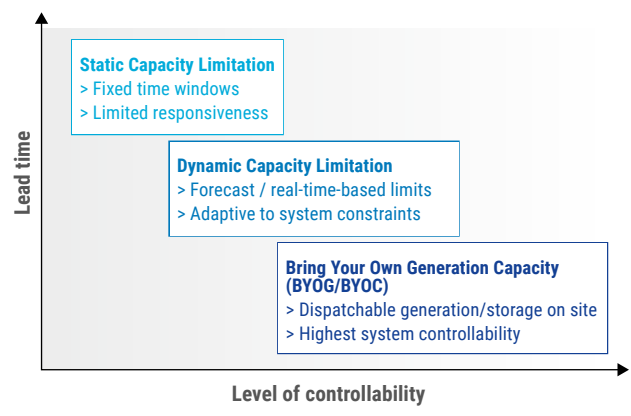 Lead time
Static Capacity Limitation
> Fixed time windows
> Limited responsiveness
Dynamic Capacity Limitation
> Forecast / real-time-based limits
> Adaptive to system constraints
Bring Your Own Generation Capacity
(BYOG/BYOC)
> Dispatchable generation/storage on site
> Highest system controllability
Level of controllability